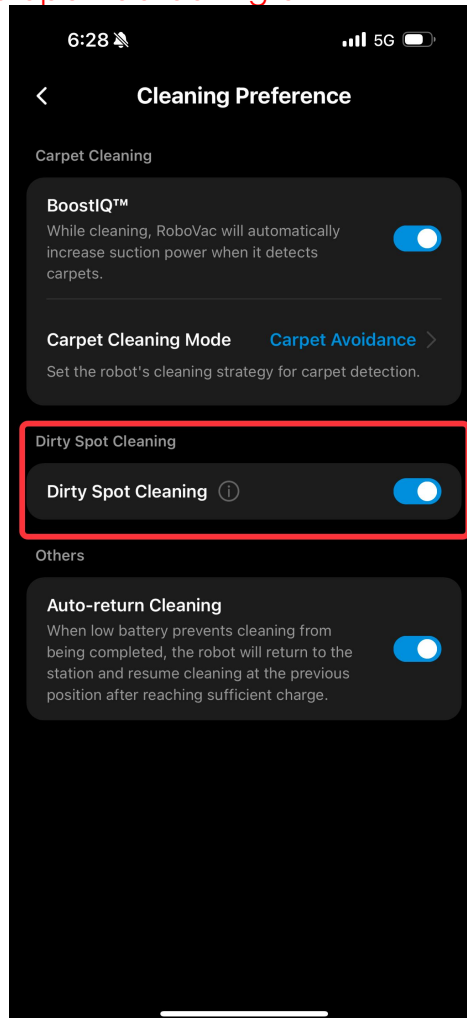 6:28 5G
Cleaning Preference
Carpet Cleaning
BoostIQ™
While cleaning, RoboVac will automatically
increase suction power when it detects
carpets.
Carpet Cleaning Mode Carpet Avoidance
Set the robot's cleaning strategy for carpet detection.
Dirty Spot Cleaning
Dirty Spot Cleaning
Others
Auto-return Cleaning
When low battery prevents cleaning from
being completed, the robot will return to the
station and resume cleaning at the previous
position after reaching sufficient charge.